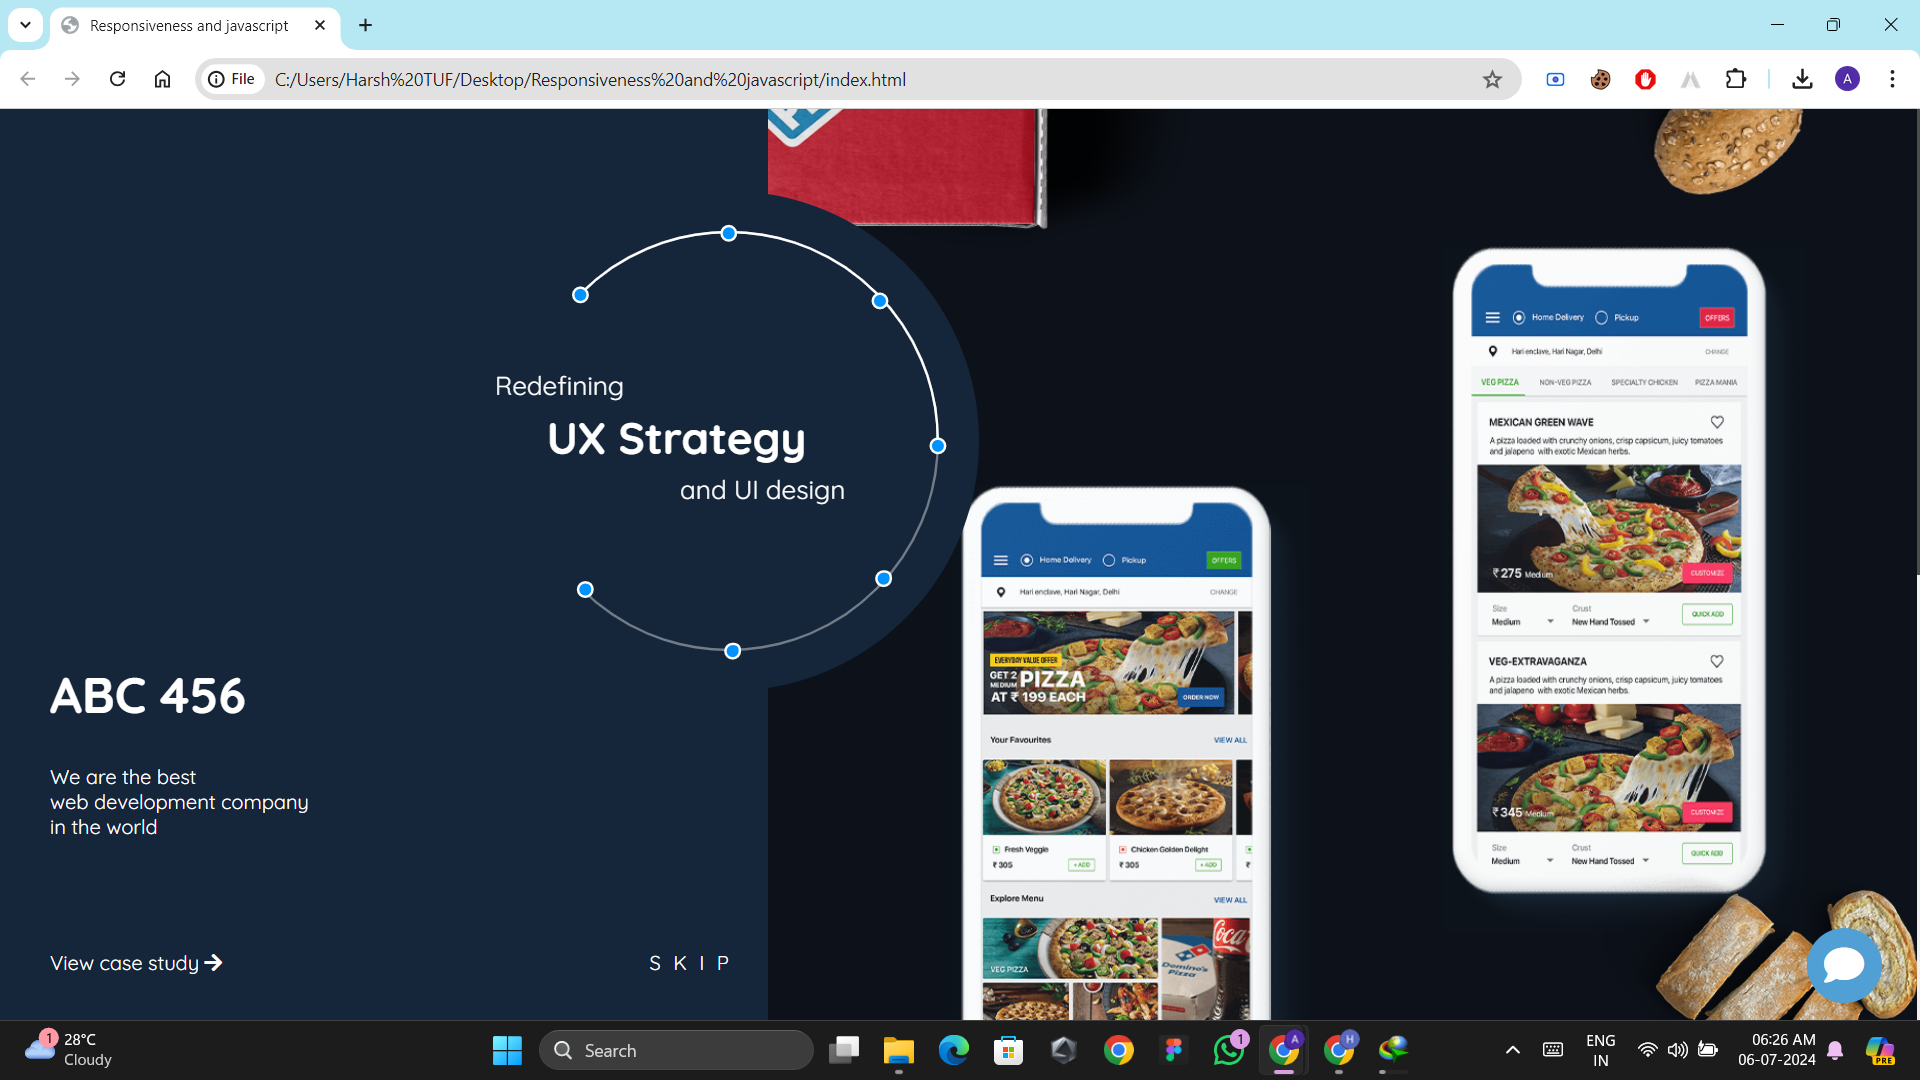 Responsiveness and javascript
File
C:/Users/Harsh%20TUF/Desktop/Responsiveness%20and%20javascript/index.html
A
Redefining
UX Strategy
and UI design
ABC 456
We are the best
web development company
in the world
View case study
SKIP
Home Delivery
Pickup
OFFERS
Hari enclave, Hari Nagar, Delhi
CHANGE
EVERYDAY VALUE OFFER
GET 2
MEDIUM PIZZA
AT ₹ 199 EACH
ORDER NOW
Your Favourites
VIEW ALL
Fresh Veggie
₹ 305
+ ADD
Chicken Golden Delight
₹ 305
+ ADD
₹
Explore Menu
VIEW ALL
VEG PIZZA
Coca
Domino's
Pizza
Home Delivery
Pickup
OFFERS
Hari enclave, Hari Nagar, Delhi
CHANGE
VEG PIZZA
NON-VEG PIZZA
SPECIALTY CHICKEN
PIZZA MANIA
MEXICAN GREEN WAVE
A pizza loaded with crunchy onions, crisp capsicum, juicy tomatoes
and jalapeno with exotic Mexican herbs.
₹ 275 Medium
CUSTOMIZE
Size
Medium
Crust
New Hand Tossed
QUICK ADD
VEG-EXTRAVAGANZA
A pizza loaded with crunchy onions, crisp capsicum, juicy tomatoes
and jalapeno with exotic Mexican herbs.
₹ 345 Medium
CUSTOMIZE
Size
Medium
Crust
New Hand Tossed
QUICK ADD
1
28°C
Cloudy
Search
1
A
H
ENG
IN
06:26 AM
06-07-2024
PRE